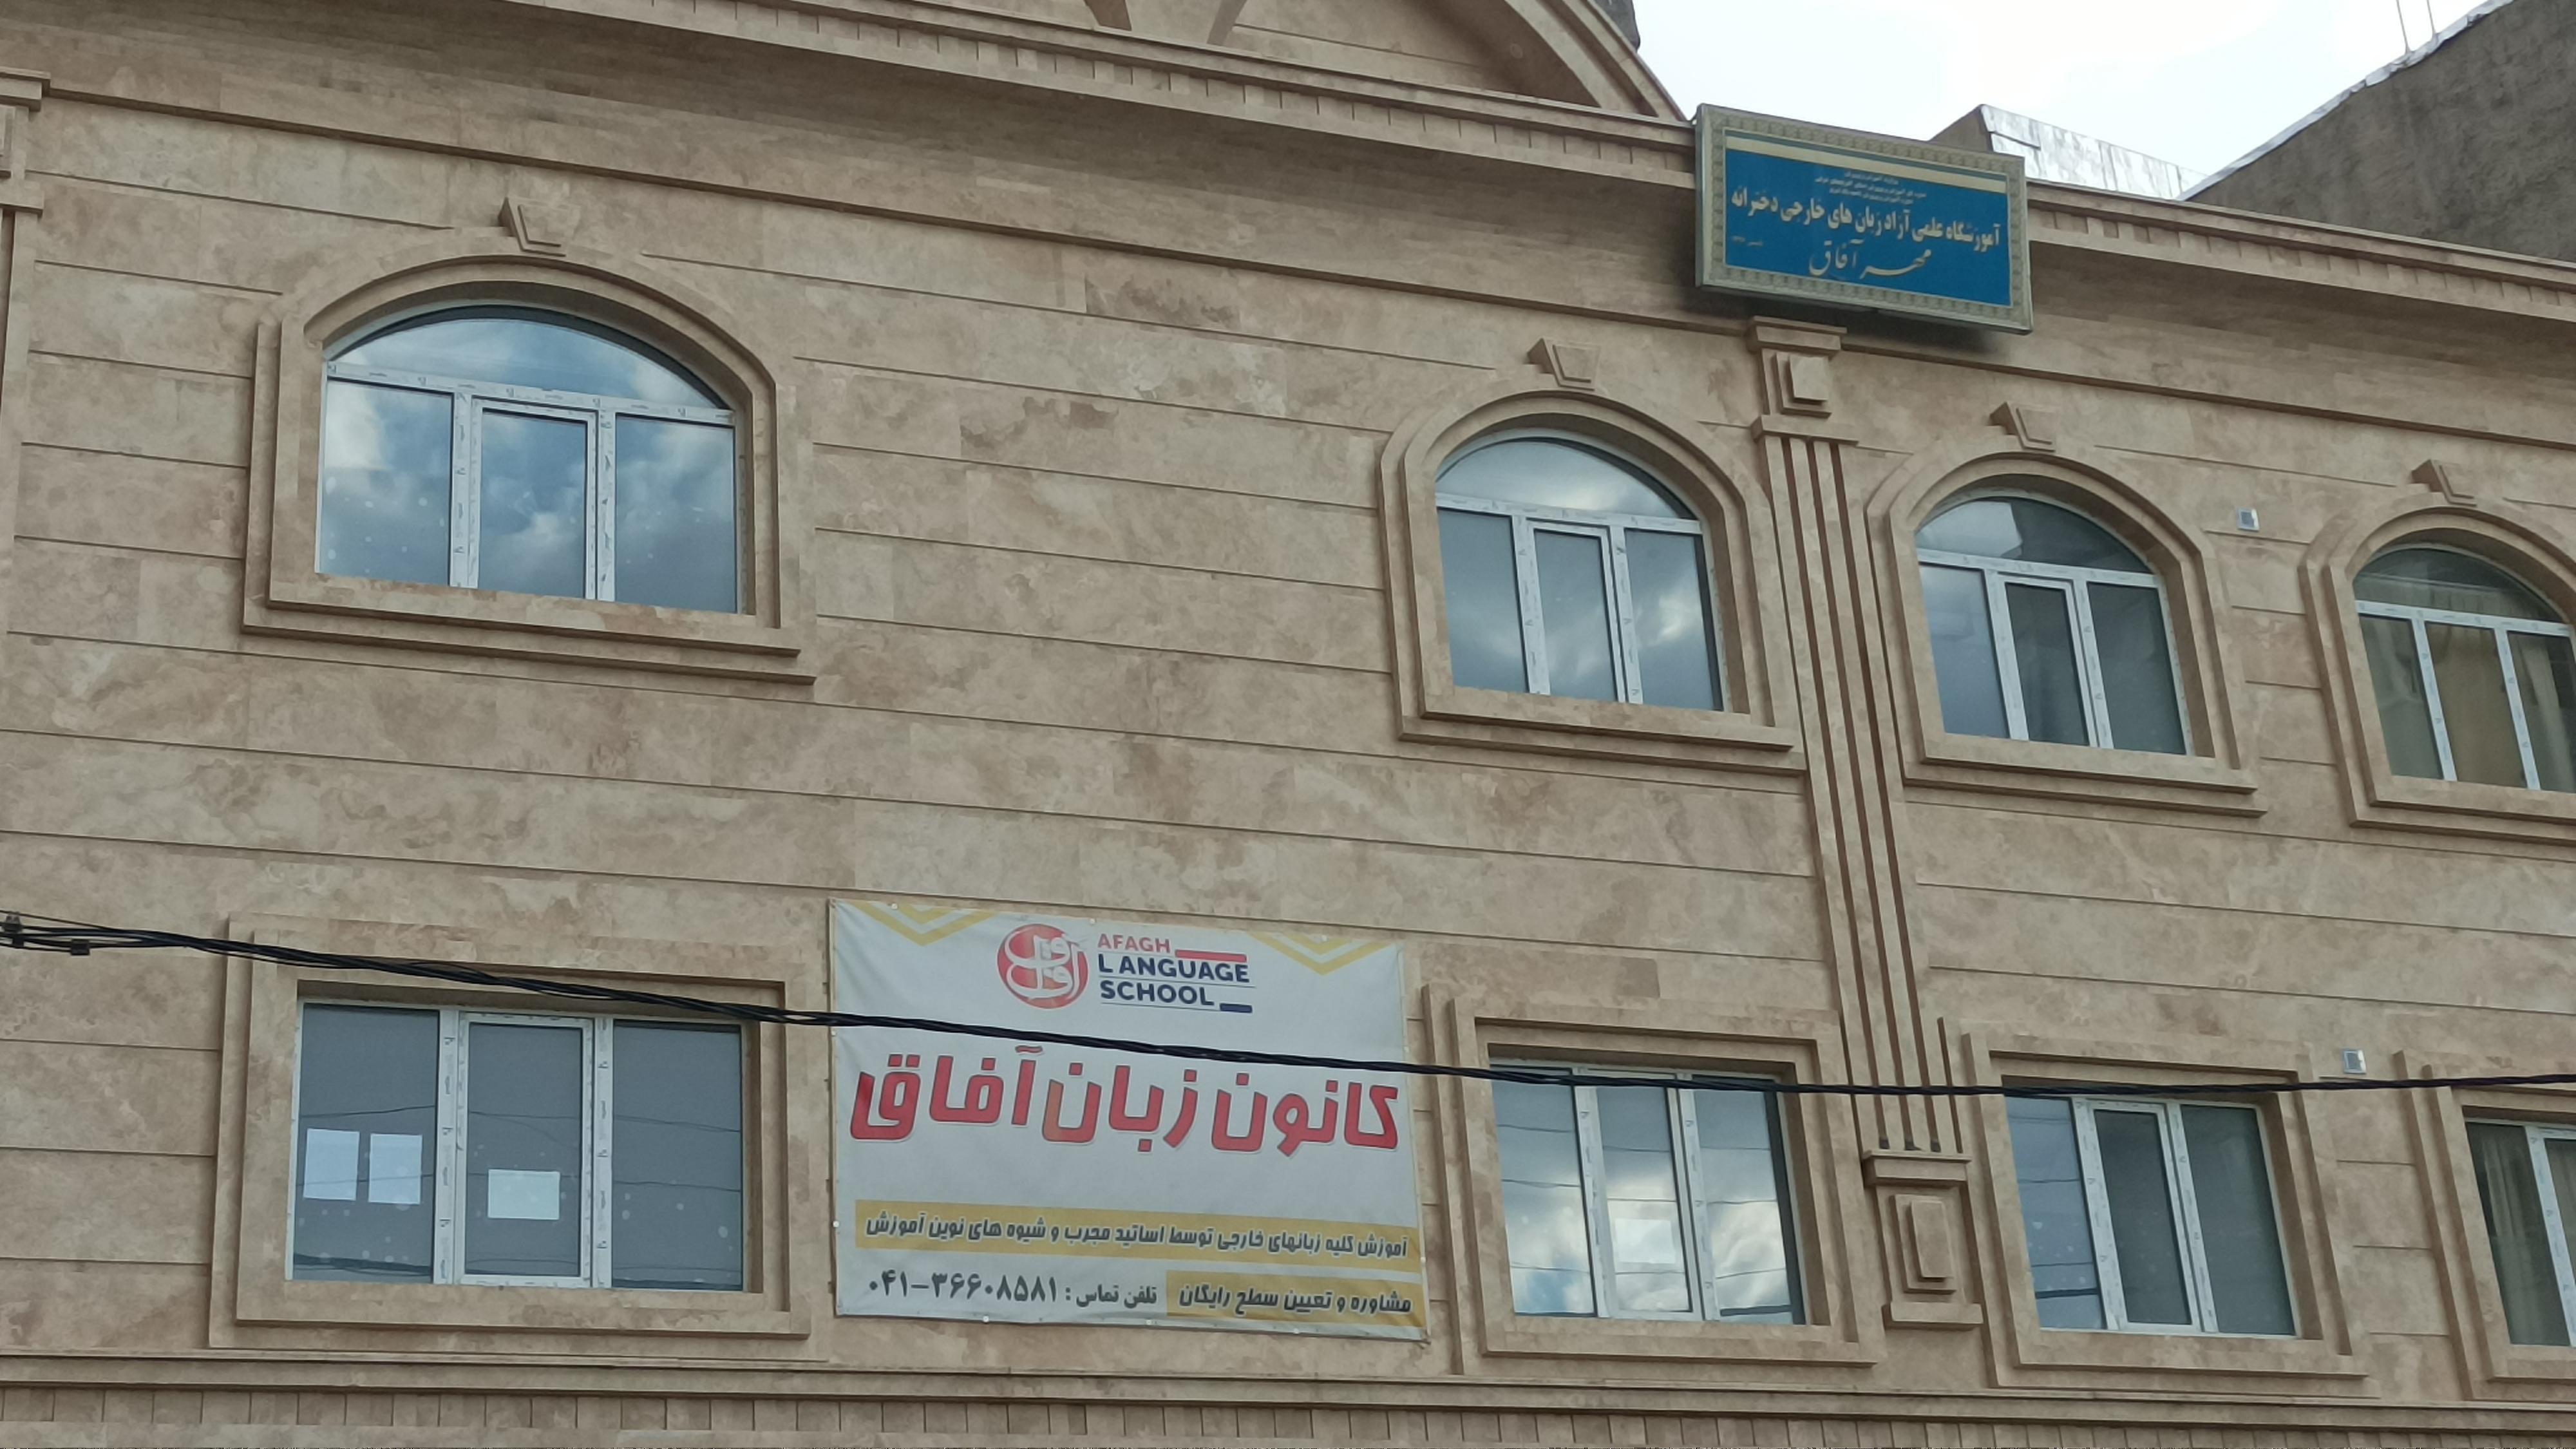 آموزشگاه علمی آزاد زبان های خارجی دخترانه
مهر آفاق
AFAGH
LANGUAGE
SCHOOL
کانون زبان آفاق
آموزش کلیه زبانهای خارجی توسط اساتید مجرب و شیوه های نوین آموزش
مشاوره و تعیین سطح رایگان تلفن تماس : ۰۴۱-۳۶۶۰۸۵۸۱